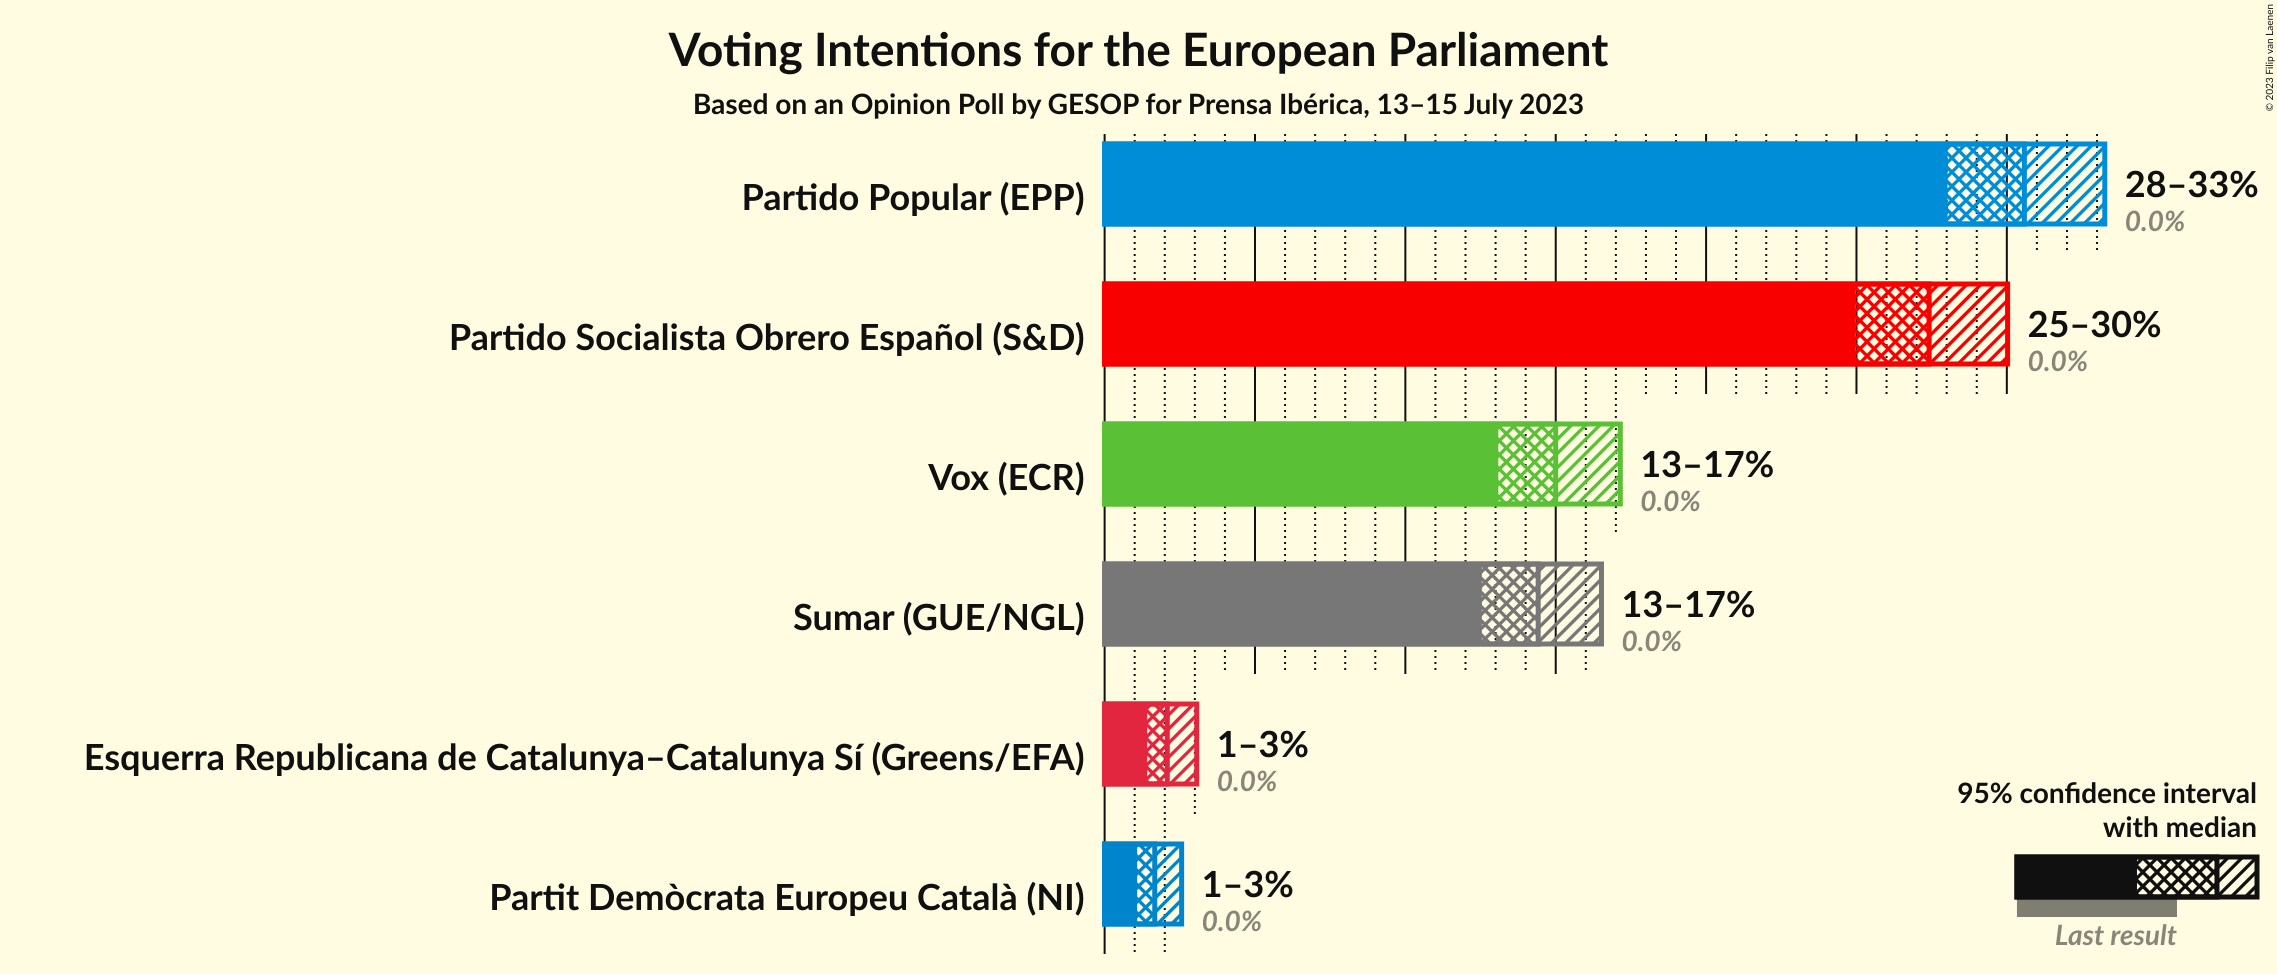 Voting Intentions for the European Parliament
Based on an Opinion Poll by GESOP for Prensa Ibérica, 13–15 July 2023
© 2023 Filip van Laenen
Partido Popular (EPP)
28–33%
0.0%
Partido Socialista Obrero Español (S&D)
25–30%
0.0%
Vox (ECR)
13–17%
0.0%
Sumar (GUE/NGL)
13–17%
0.0%
Esquerra Republicana de Catalunya–Catalunya Sí (Greens/EFA)
1–3%
0.0%
Partit Demòcrata Europeu Català (NI)
1–3%
0.0%
95% confidence interval
with median
Last result